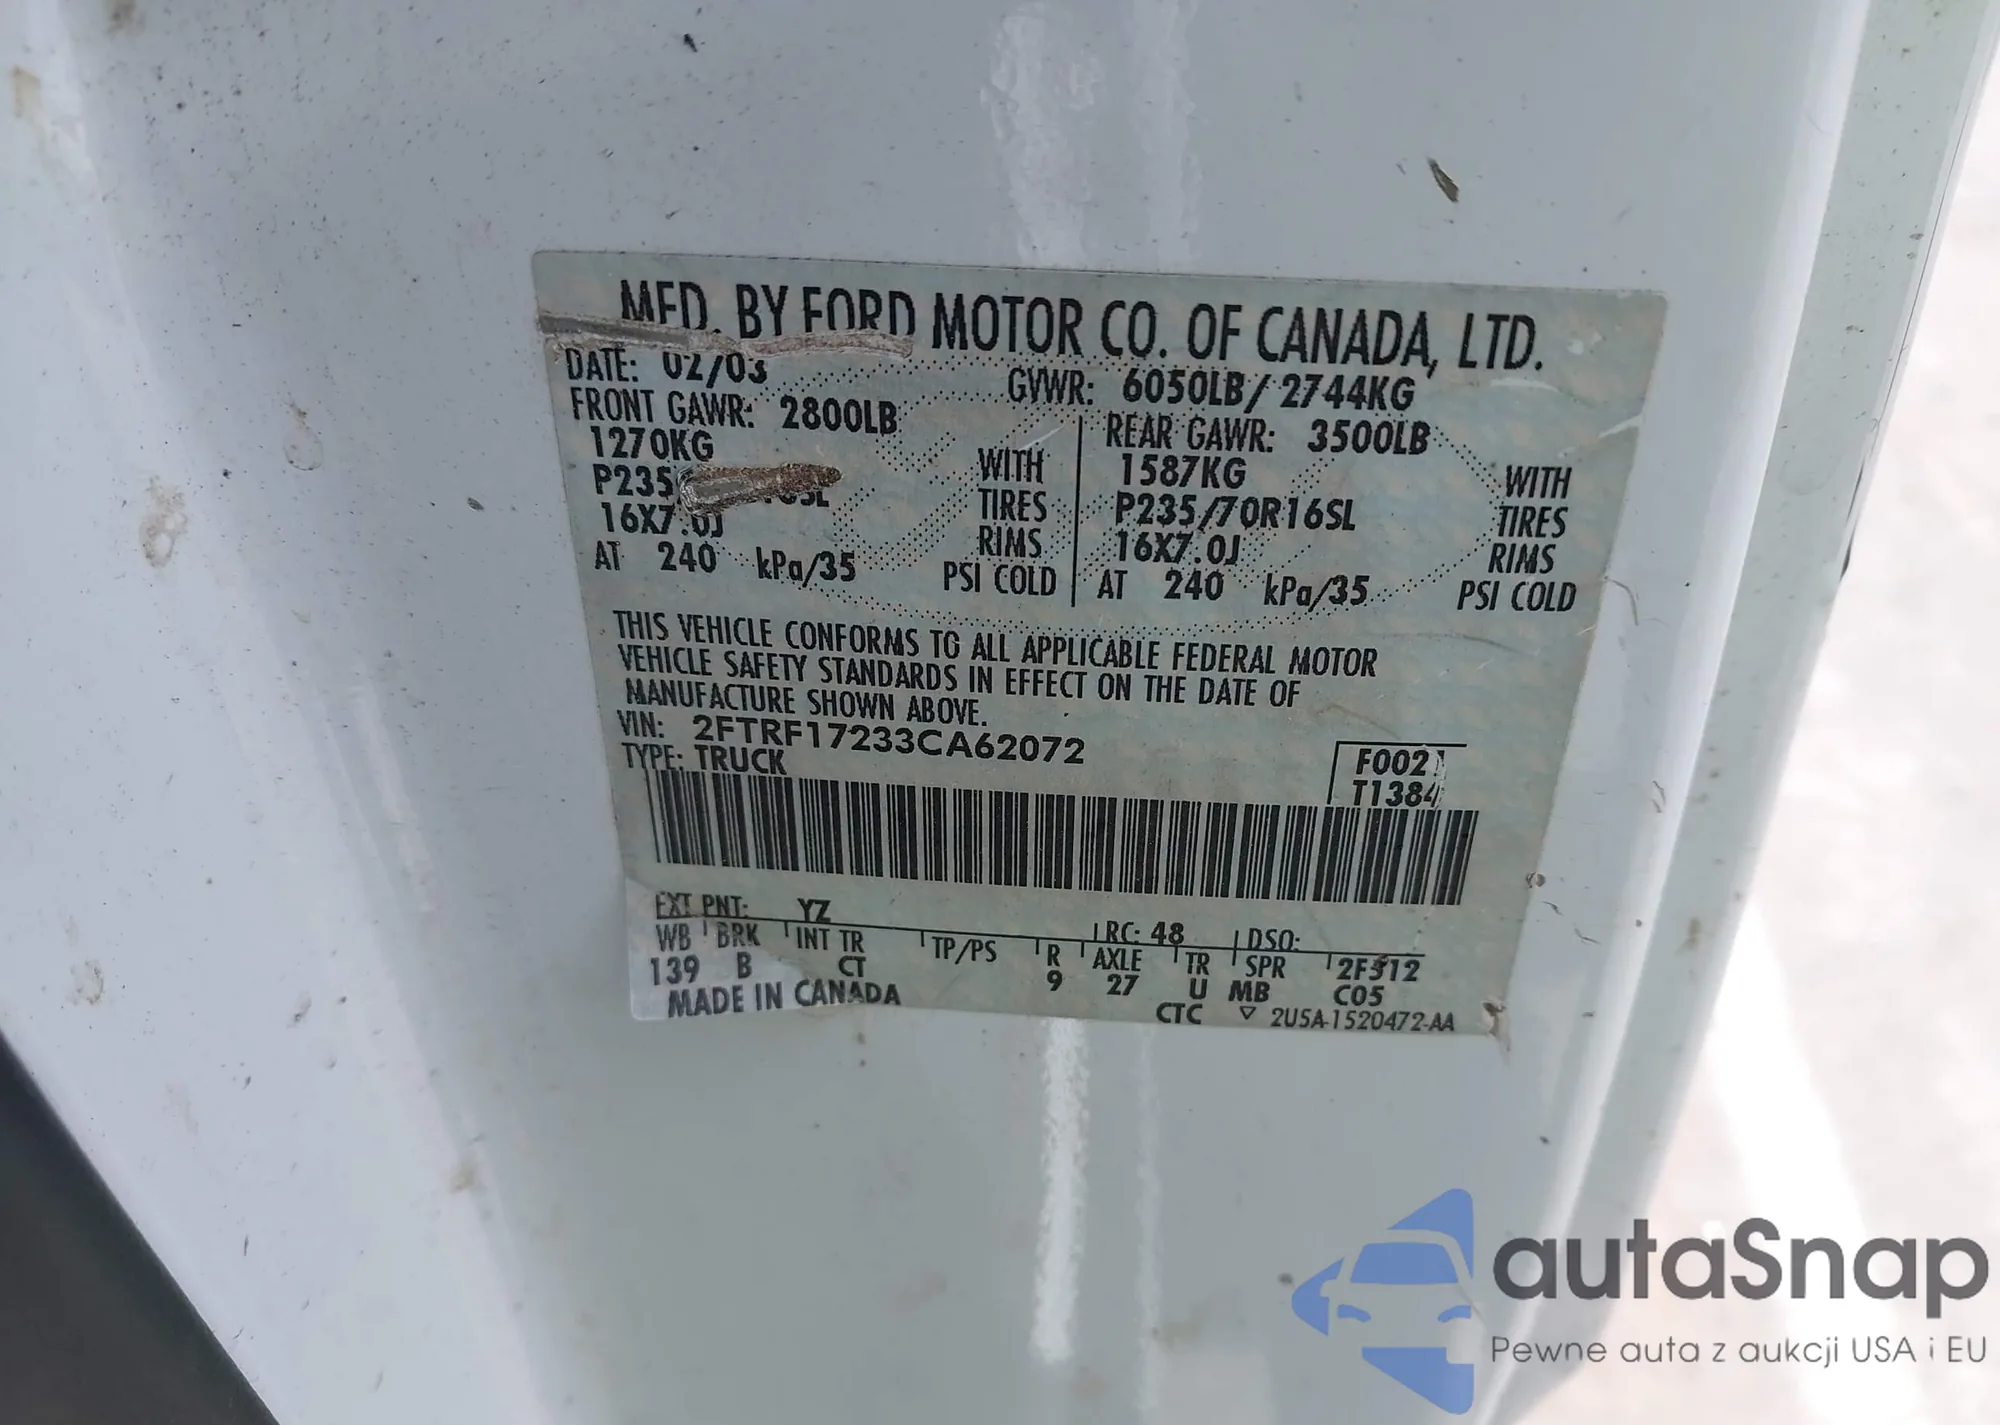 MFD. BY FORD MOTOR CO. OF CANADA, LTD.
DATE: 02/03 GVWR: 6050LB/ 2744KG
FRONT GAWR: 2800LB REAR GAWR: 3500LB
1270KG WITH 1587KG WITH
P235 TIRES P235/70R16SL TIRES
16X7.0J RIMS 16X7.0J RIMS
AT 240 kPa/35 PSI COLD AT 240 kPa/35 PSI COLD
THIS VEHICLE CONFORMS TO ALL APPLICABLE FEDERAL MOTOR
VEHICLE SAFETY STANDARDS IN EFFECT ON THE DATE OF
MANUFACTURE SHOWN ABOVE.
VIN: 2FTRF17233CA62072
TYPE: TRUCK
F0021
T1384
EXT PNT: YZ RC: 48 DSO:
WB BRK INT TR TP/PS R AXLE TR SPR 2F312
139 B CT 9 27 U MB C05
MADE IN CANADA
CTC ▽ 2U5A-1520472-AA
autaSnap
Pewne auta z aukcji USA i EU